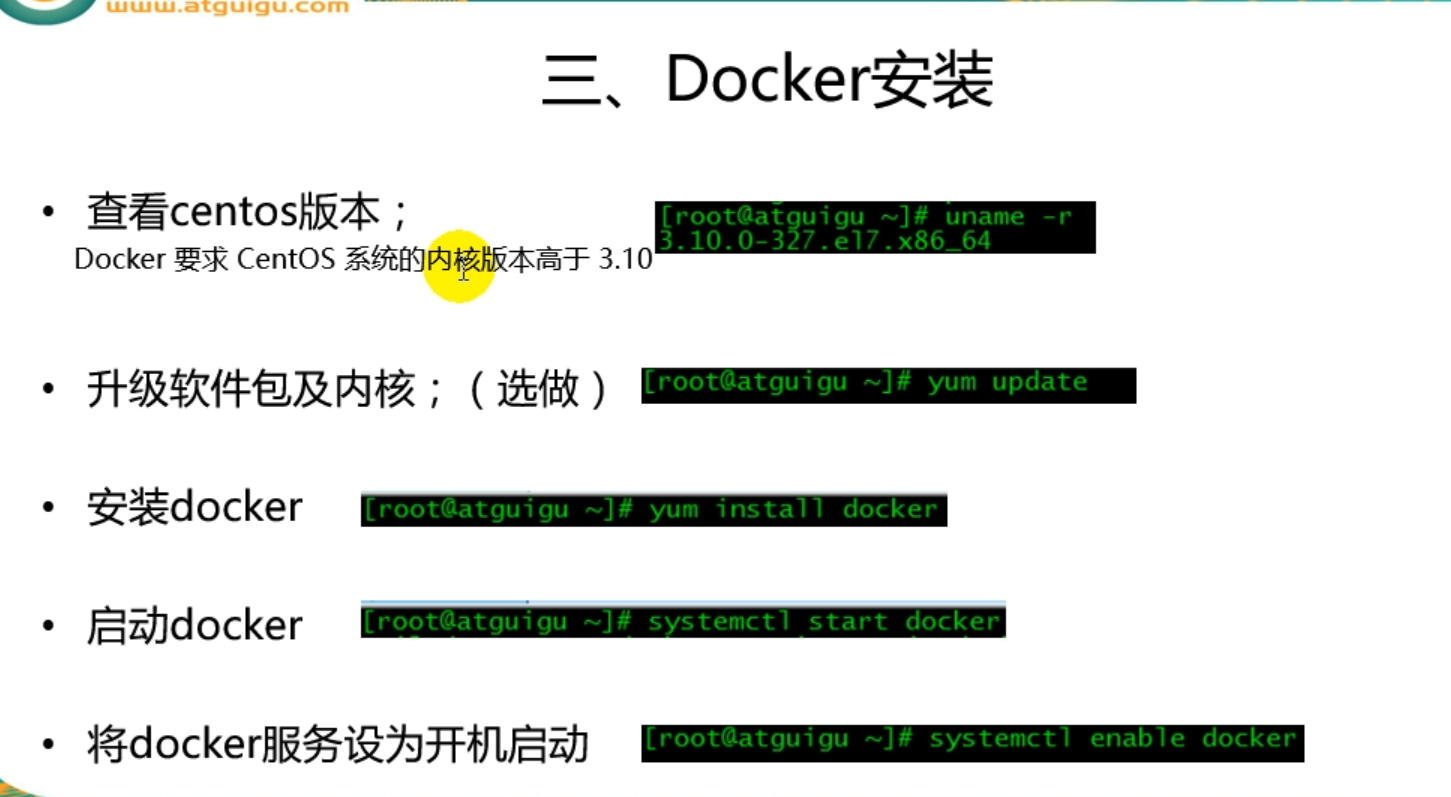 www.atguigu.com
三、Docker安装
• 查看centos版本；
[root@atguigu ~]# uname -r
3.10.0-327.el7.x86_64
Docker 要求 CentOS 系统的内核版本高于 3.10
• 升级软件包及内核；（选做）
[root@atguigu ~]# yum update
• 安装docker
[root@atguigu ~]# yum install docker
• 启动docker
[root@atguigu ~]# systemctl start docker
• 将docker服务设为开机启动
[root@atguigu ~]# systemctl enable docker